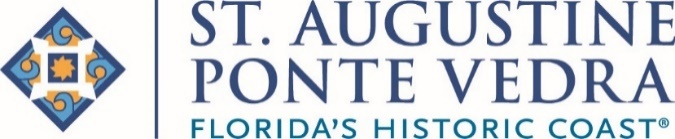 ST. AUGUSTINE
PONTE VEDRA
FLORIDA'S HISTORIC COAST®